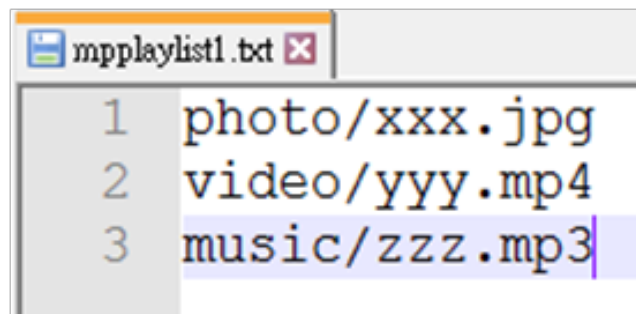 mpplaylist1.txt
1 photo/xxx.jpg
2 video/yyy.mp4
3 music/zzz.mp3